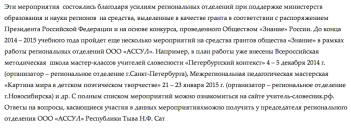 Эти мероприятия состоялись благодаря усилиям региональных отделений при поддержке министерств
образования и науки регионов на средства, выделенные в качестве гранта в соответствии с распоряжением
Президента Российской Федерации и на основе конкурса, проведенного Обществом «Знание» России. До конца
2014 – 2015 учебного года пройдет еще несколько мероприятий на средства грантов общества «Знание» в рамках
работы региональных отделений ООО «АССУЛ». Например, в план работы уже внесены Всероссийская
методическая школа мастер-классов учителей словесности «Петербургский контекст» 4 – 5 декабря 2014 г.
(организатор – региональное отделение г.Санкт-Петербурга), Межрегиональная педагогическая мастерская
«Картина мира в детском поэтическом творчестве» 21 – 23 января 2015 г. (организатор – региональное отделение
г.Новосибирска) и др. С полным списком мероприятий можно ознакомиться на сайте учитель-словесник.рф.
Ответы на вопросы, касающиеся участия в данных мероприятиях можно получить у председателя регионального
отделения ООО «АССУЛ» Республики Тыва Н.Ф. Сат